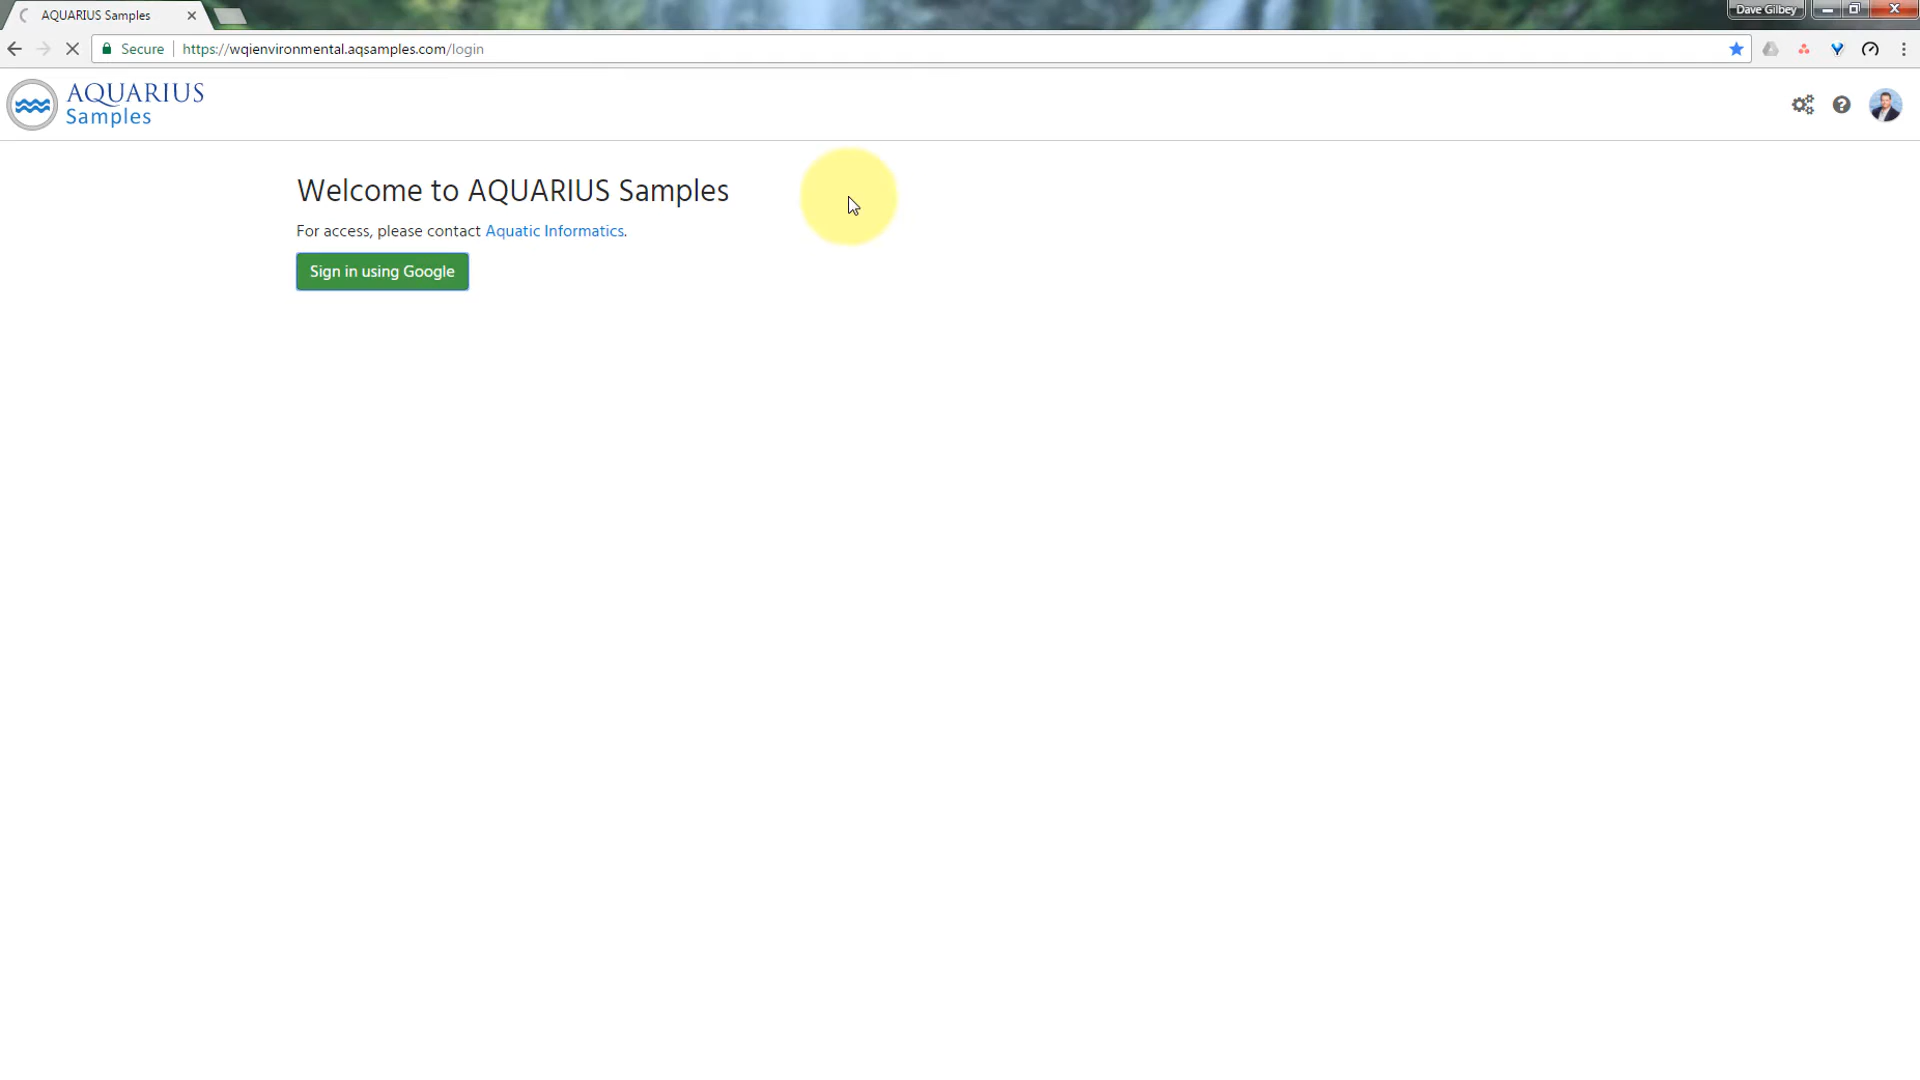 AQUARIUS Samples
Dave Gilbey
Secure
https://wqienvironmental.aqsamples.com/login
AQUARIUS
Samples
Welcome to AQUARIUS Samples
For access, please contact Aquatic Informatics.
Sign in using Google